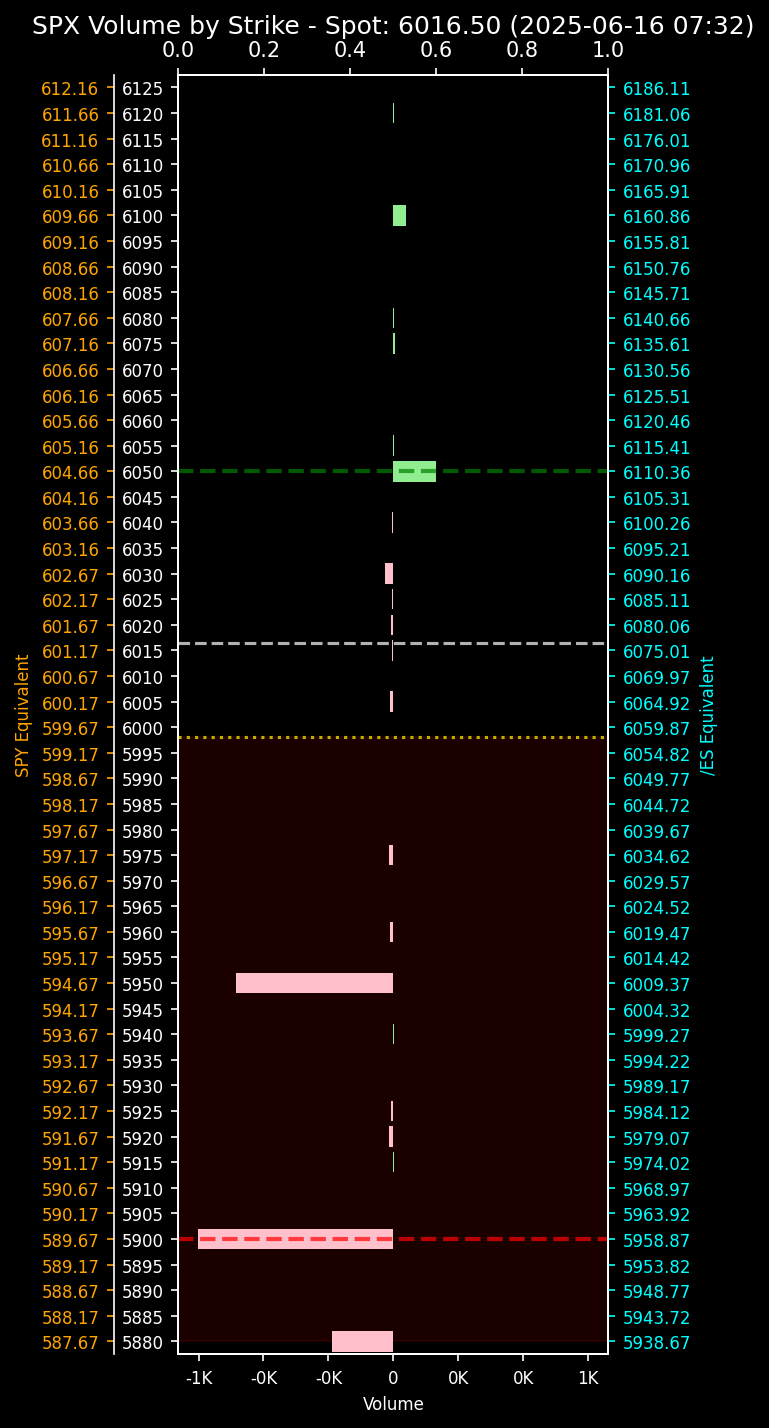 SPX Volume by Strike - Spot: 6016.50 (2025-06-16 07:32)
0.0 0.2 0.4 0.6 0.8 1.0
612.16 6125 6186.11
611.66 6120 6181.06
611.16 6115 6176.01
610.66 6110 6170.96
610.16 6105 6165.91
609.66 6100 6160.86
609.16 6095 6155.81
608.66 6090 6150.76
608.16 6085 6145.71
607.66 6080 6140.66
607.16 6075 6135.61
606.66 6070 6130.56
606.16 6065 6125.51
605.66 6060 6120.46
605.16 6055 6115.41
604.66 6050 6110.36
604.16 6045 6105.31
603.66 6040 6100.26
603.16 6035 6095.21
602.67 6030 6090.16
602.17 6025 6085.11
601.67 6020 6080.06
601.17 6015 6075.01
600.67 6010 6069.97
600.17 6005 6064.92
599.67 6000 6059.87
599.17 5995 6054.82
598.67 5990 6049.77
598.17 5985 6044.72
597.67 5980 6039.67
597.17 5975 6034.62
596.67 5970 6029.57
596.17 5965 6024.52
595.67 5960 6019.47
595.17 5955 6014.42
594.67 5950 6009.37
594.17 5945 6004.32
593.67 5940 5999.27
593.17 5935 5994.22
592.67 5930 5989.17
592.17 5925 5984.12
591.67 5920 5979.07
591.17 5915 5974.02
590.67 5910 5968.97
590.17 5905 5963.92
589.67 5900 5958.87
589.17 5895 5953.82
588.67 5890 5948.77
588.17 5885 5943.72
587.67 5880 5938.67
SPY Equivalent
/ES Equivalent
-1K -0K -0K 0 0K 0K 1K
Volume